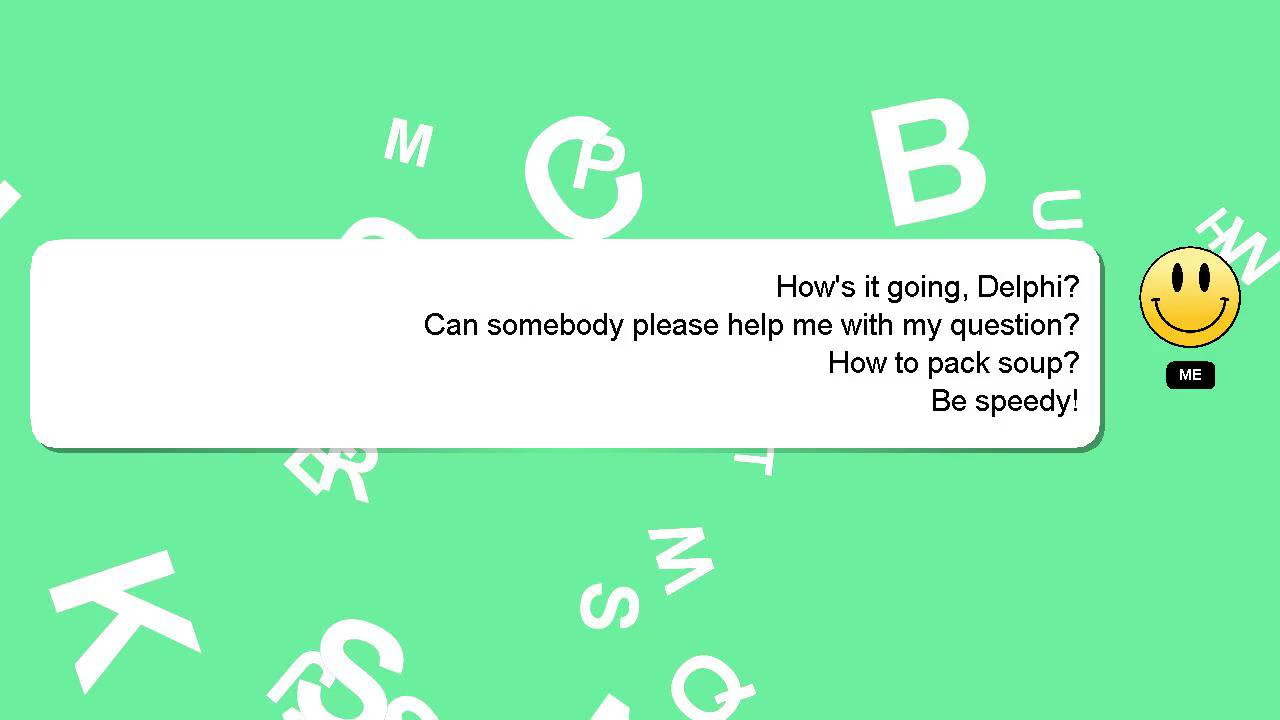 M
C
P
B
U
H
W
How's it going, Delphi?
Can somebody please help me with my question?
How to pack soup?
Be speedy!
ME
R
T
M
K
S
S
Q